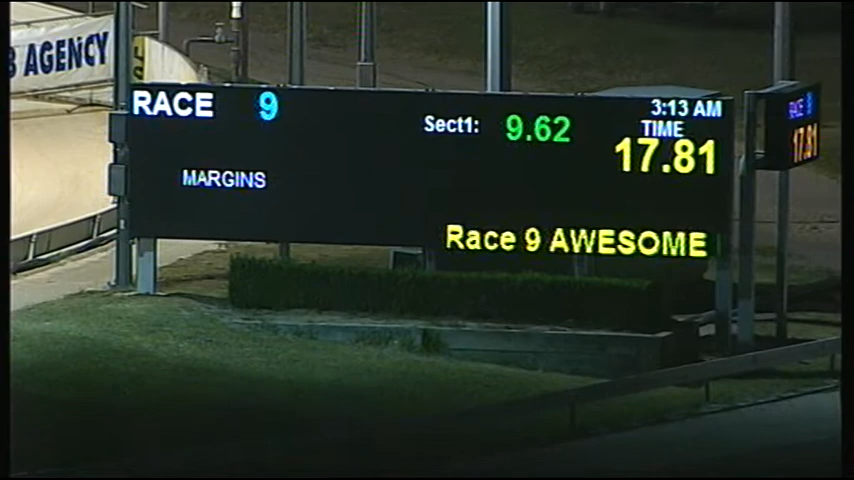 AGENCY
RACE 9
Sect1: 9.62
3:13 AM
TIME
17.81
MARGINS
Race 9 AWESOME
RACE 9
17.81